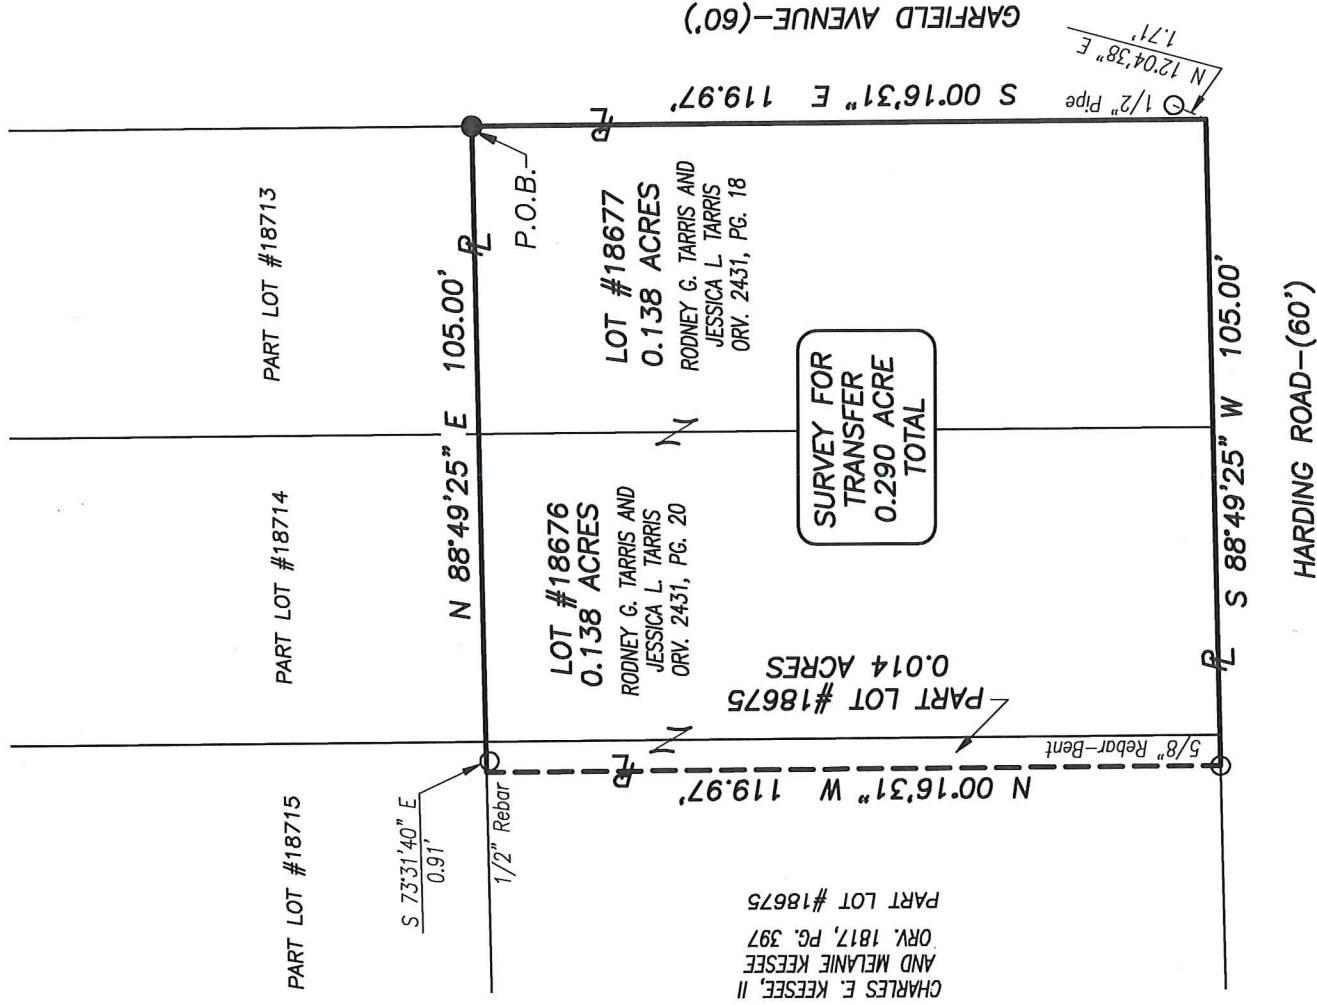 GARFIELD AVENUE-(60')
N 12°04'38" E
1.71'
1/2" Pipe
S 00°16'31" E 119.97'
PL
P.O.B.
PART LOT #18713
N 88°49'25" E 105.00'
PL
LOT #18677
0.138 ACRES
RODNEY G. TARRIS AND
JESSICA L. TARRIS
ORV. 2431, PG. 18
SURVEY FOR
TRANSFER
0.290 ACRE
TOTAL
S 88°49'25" W 105.00'
PL
HARDING ROAD-(60')
PART LOT #18714
LOT #18676
0.138 ACRES
RODNEY G. TARRIS AND
JESSICA L. TARRIS
ORV. 2431, PG. 20
PART LOT #18675
0.014 ACRES
5/8" Rebar-Bent
N 00°16'31" W 119.97'
PL
PART LOT #18715
S 73°31'40" E
0.91'
1/2" Rebar
CHARLES E. KEESEE, II
AND MELANIE KEESEE
ORV. 1817, PG. 397
PART LOT #18675